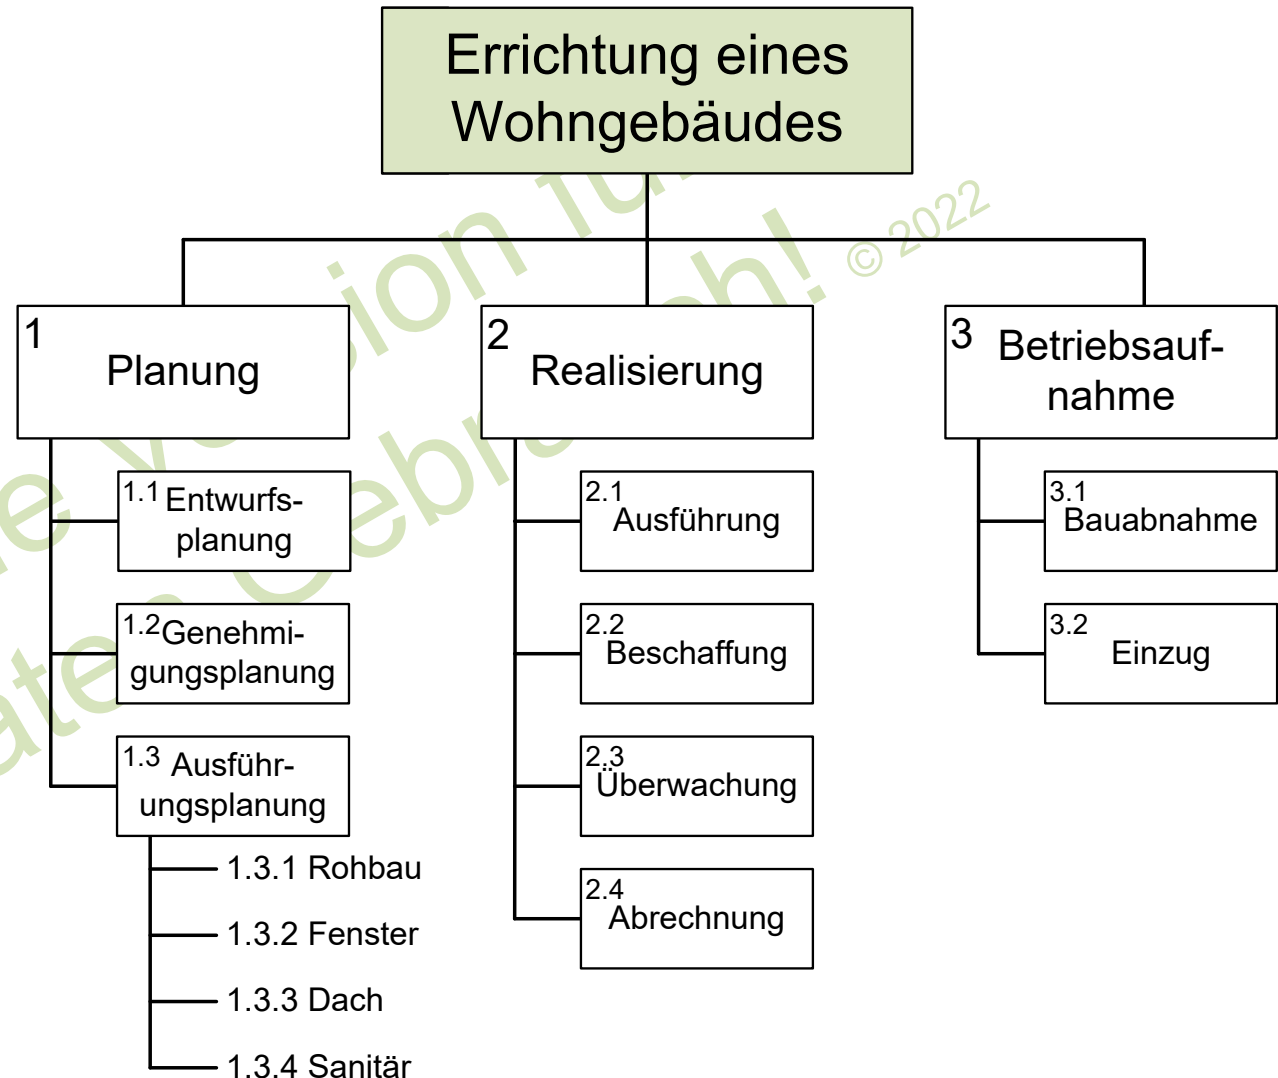 Errichtung eines
Wohngebäudes
© 2022
1
Planung
1.1 Entwurfs-
planung
1.2 Genehmi-
gungsplanung
1.3 Ausführ-
ungsplanung
1.3.1 Rohbau
1.3.2 Fenster
1.3.3 Dach
1.3.4 Sanitär
2
Realisierung
2.1
Ausführung
2.2
Beschaffung
2.3
Überwachung
2.4
Abrechnung
3 Betriebsauf-
nahme
3.1
Bauabnahme
3.2
Einzug